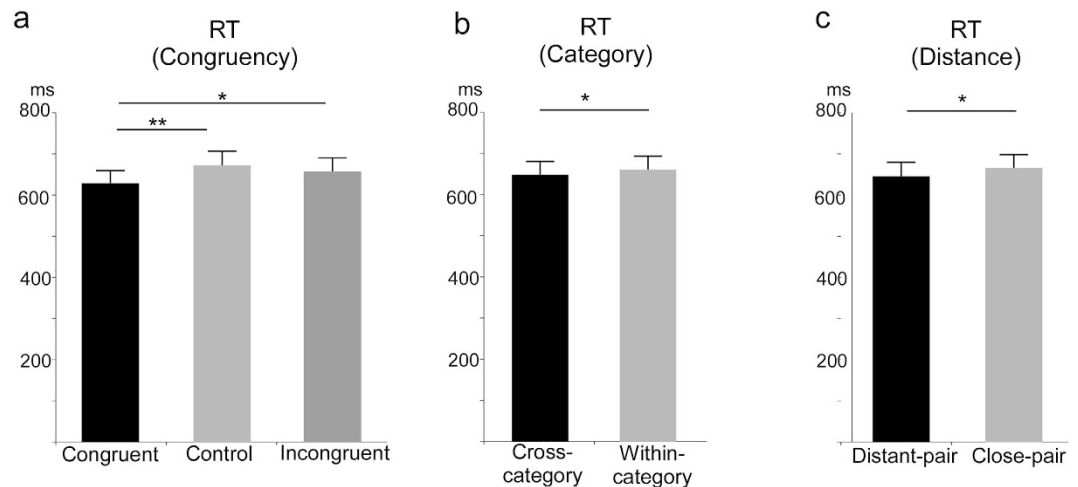 a
RT
(Congruency)
ms
800
600
400
200
*
**
Congruent Control Incongruent
b
RT
(Category)
ms
800
600
400
200
*
Cross-
category
Within-
category
c
RT
(Distance)
ms
800
600
400
200
*
Distant-pair Close-pair